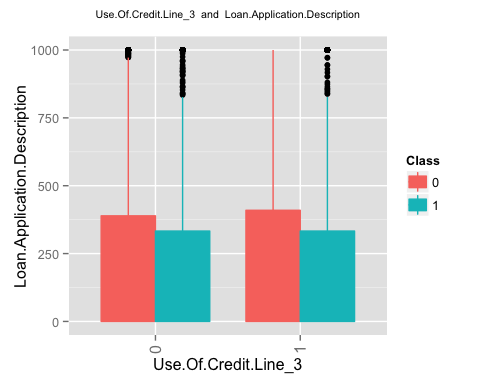 Use.Of.Credit.Line_3 and Loan.Application.Description
Loan.Application.Description
1000
750
500
250
0
0
1
Use.Of.Credit.Line_3
Class
0
1